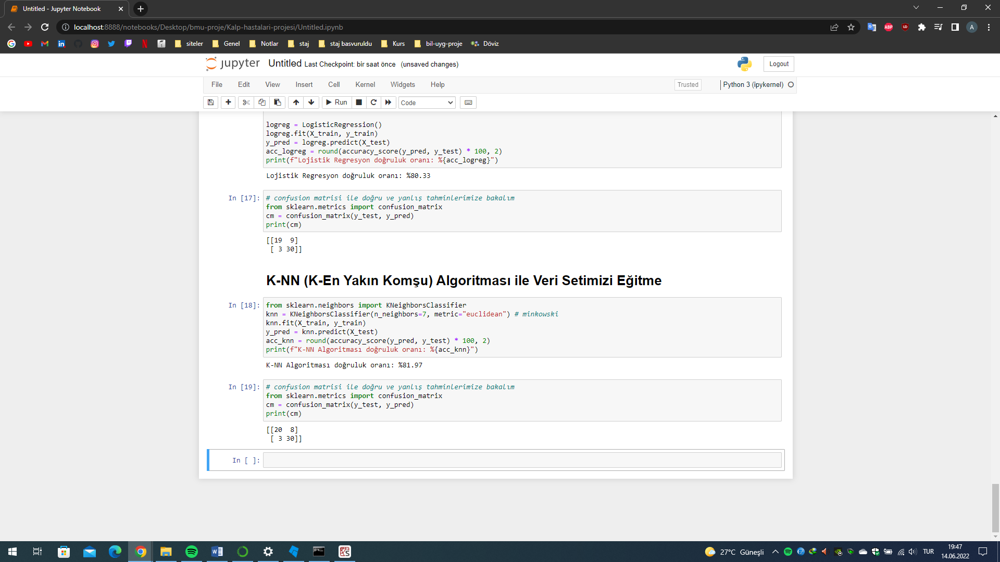 Untitled - Jupyter Notebook
localhost:8888/notebooks/Desktop/bmu-proje/Kalp-hastalari-projesi/Untitled.ipynb
siteler Genel Notlar staj staj basvuruldu Kurs bil-uyg-proje Döviz
jupyter Untitled Last Checkpoint: bir saat önce (unsaved changes) Logout
File Edit View Insert Cell Kernel Widgets Help Trusted Python 3 (ipykernel)
Run Code
logreg = LogisticRegression()
logreg.fit(X_train, y_train)
y_pred = logreg.predict(X_test)
acc_logreg = round(accuracy_score(y_pred, y_test) * 100, 2)
print(f"Lojistik Regresyon doğruluk oranı: %{acc_logreg}")
Lojistik Regresyon doğruluk oranı: %80.33
In [17]: # confusion matrisi ile doğru ve yanlış tahminlerimize bakalım
from sklearn.metrics import confusion_matrix
cm = confusion_matrix(y_test, y_pred)
print(cm)
[[19  9]
[ 3 30]]
K-NN (K-En Yakın Komşu) Algoritması ile Veri Setimizi Eğitme
In [18]: from sklearn.neighbors import KNeighborsClassifier
knn = KNeighborsClassifier(n_neighbors=7, metric="euclidean") # minkowski
knn.fit(X_train, y_train)
y_pred = knn.predict(X_test)
acc_knn = round(accuracy_score(y_pred, y_test) * 100, 2)
print(f"K-NN Algoritması doğruluk oranı: %{acc_knn}")
K-NN Algoritması doğruluk oranı: %81.97
In [19]: # confusion matrisi ile doğru ve yanlış tahminlerimize bakalım
from sklearn.metrics import confusion_matrix
cm = confusion_matrix(y_test, y_pred)
print(cm)
[[20  8]
[ 3 30]]
In [ ]:
27°C Güneşli TUR 19:47
14.06.2022